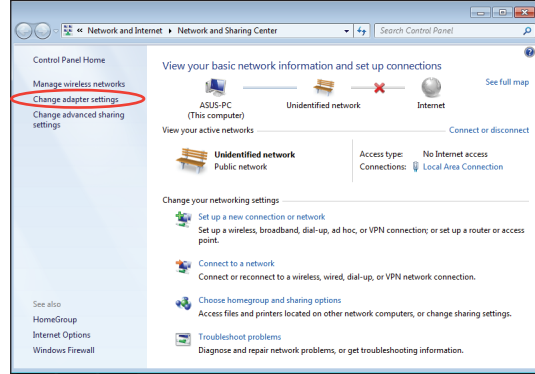 « Network and Internet ▸ Network and Sharing Center
Search Control Panel
Control Panel Home
Manage wireless networks
Change adapter settings
Change advanced sharing
settings
See also
HomeGroup
Internet Options
Windows Firewall
View your basic network information and set up connections
See full map
ASUS-PC
(This computer)
Unidentified network
Internet
View your active networks
Connect or disconnect
Unidentified network
Public network
Access type: No Internet access
Connections: Local Area Connection
Change your networking settings
Set up a new connection or network
Set up a wireless, broadband, dial-up, ad hoc, or VPN connection; or set up a router or access
point.
Connect to a network
Connect or reconnect to a wireless, wired, dial-up, or VPN network connection.
Choose homegroup and sharing options
Access files and printers located on other network computers, or change sharing settings.
Troubleshoot problems
Diagnose and repair network problems, or get troubleshooting information.